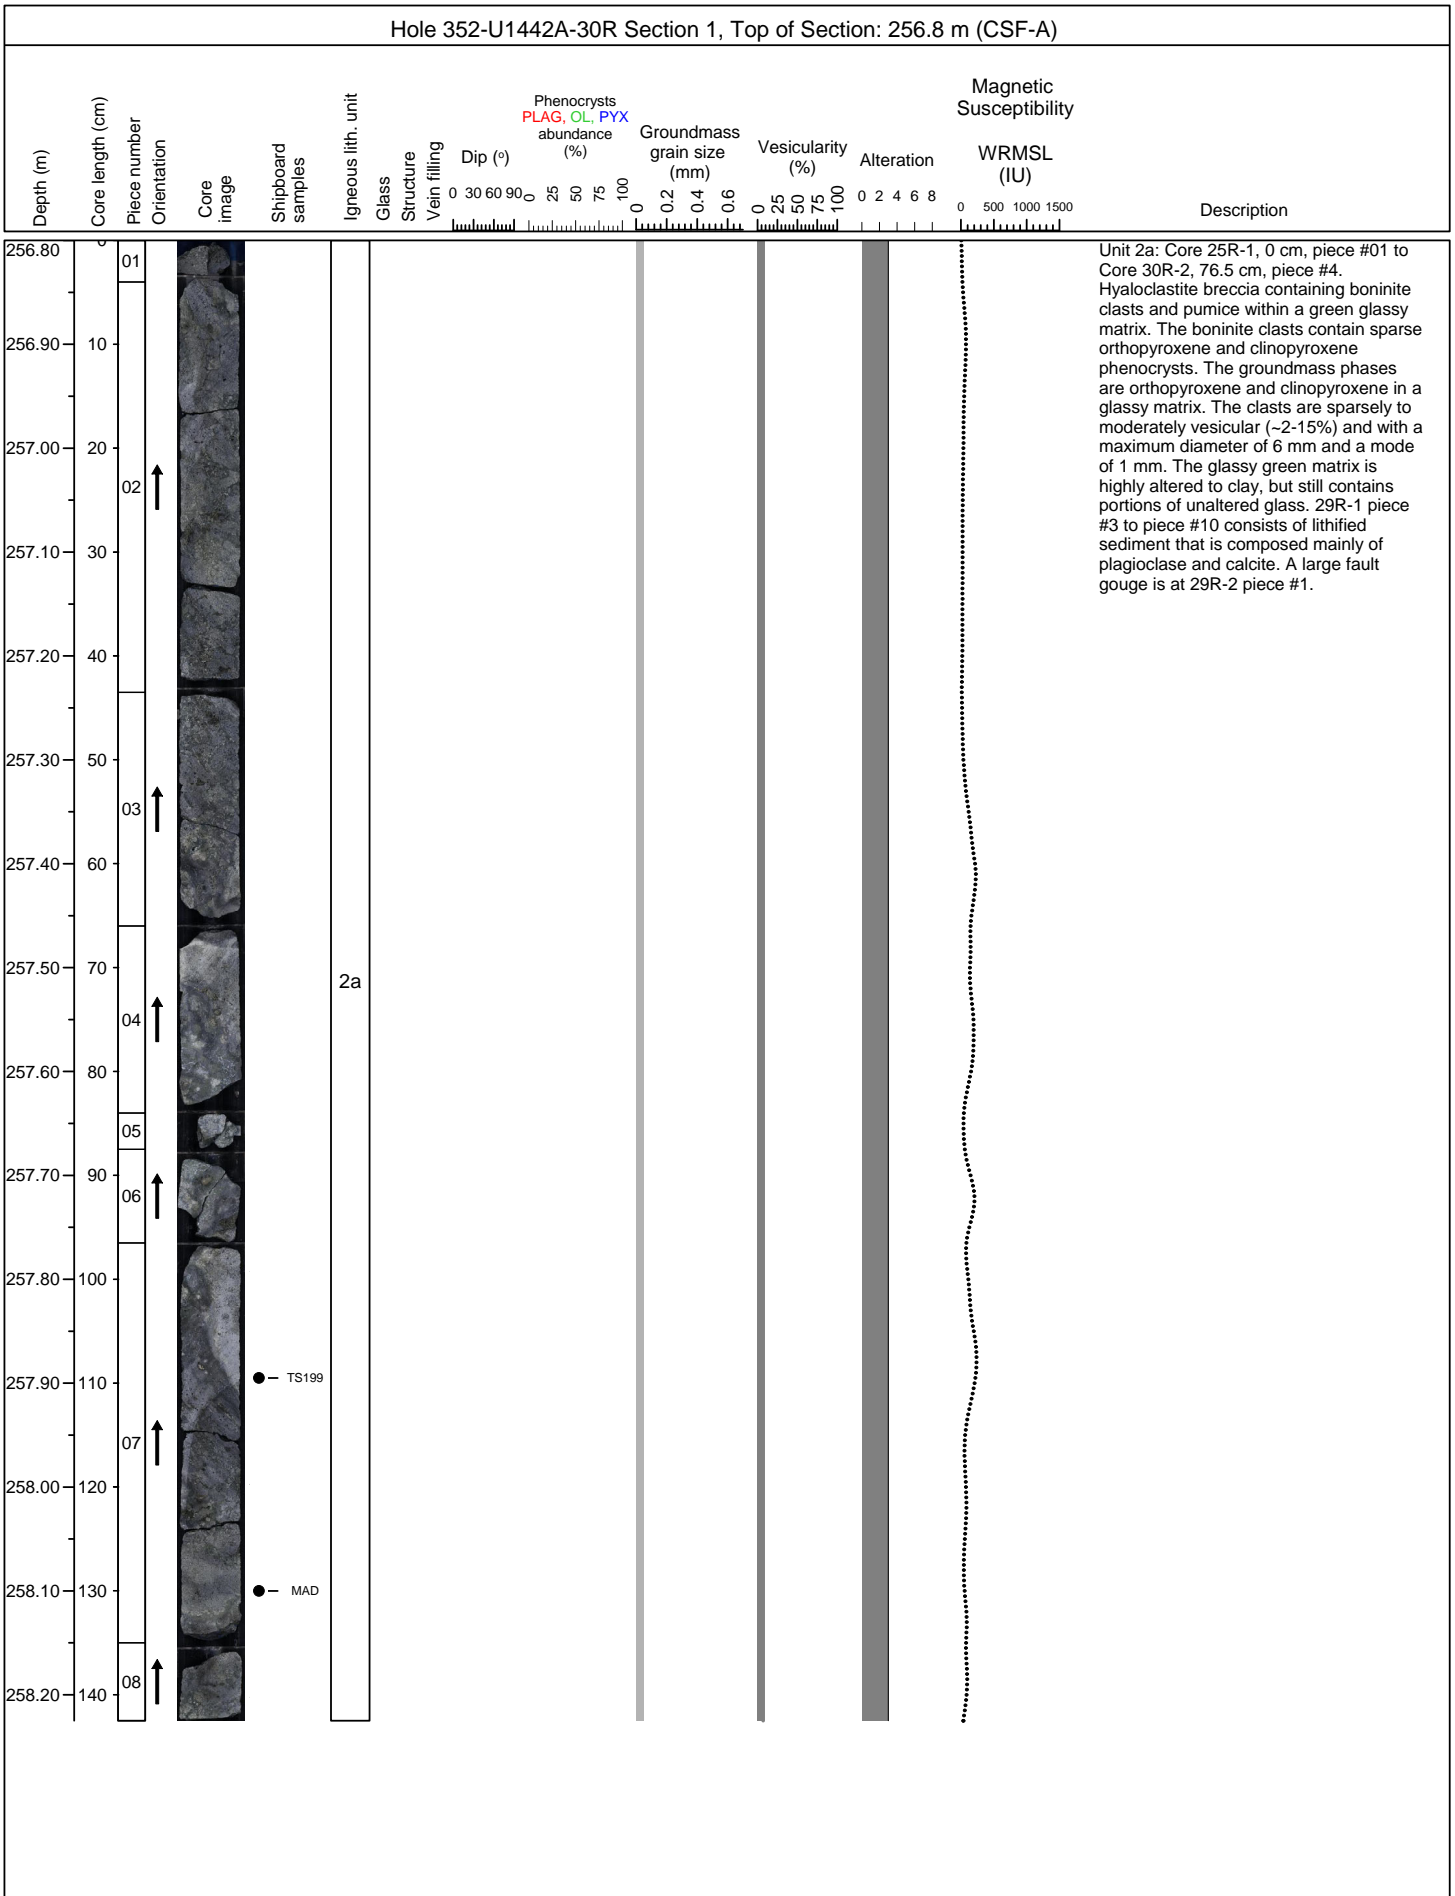 Hole 352-U1442A-30R Section 1, Top of Section: 256.8 m (CSF-A)
Depth (m)
Core length (cm)
Piece number
Orientation
Core
image
Shipboard
samples
Igneous lith. unit
Glass
Structure
Vein filling
Dip (o)
0 30 60 90
Phenocrysts
PLAG, OL, PYX
abundance
(%)
0 25 50 75 100
Groundmass
grain size
(mm)
0 0.2 0.4 0.6
Vesicularity
(%)
0 25 50 75 100
Alteration
0 2 4 6 8
Magnetic
Susceptibility
WRMSL
(IU)
0 500 1000 1500
Description
256.80 0
01
256.90 10
257.00 20
02
257.10 30
257.20 40
257.30 50
03
257.40 60
257.50 70
2a
04
257.60 80
05
257.70 90
06
257.80 100
257.90 110
TS199
07
258.00 120
258.10 130
MAD
08
258.20 140
Unit 2a: Core 25R-1, 0 cm, piece #01 to
Core 30R-2, 76.5 cm, piece #4.
Hyaloclastite breccia containing boninite
clasts and pumice within a green glassy
matrix. The boninite clasts contain sparse
orthopyroxene and clinopyroxene
phenocrysts. The groundmass phases
are orthopyroxene and clinopyroxene in a
glassy matrix. The clasts are sparsely to
moderately vesicular (~2-15%) and with a
maximum diameter of 6 mm and a mode
of 1 mm. The glassy green matrix is
highly altered to clay, but still contains
portions of unaltered glass. 29R-1 piece
#3 to piece #10 consists of lithified
sediment that is composed mainly of
plagioclase and calcite. A large fault
gouge is at 29R-2 piece #1.